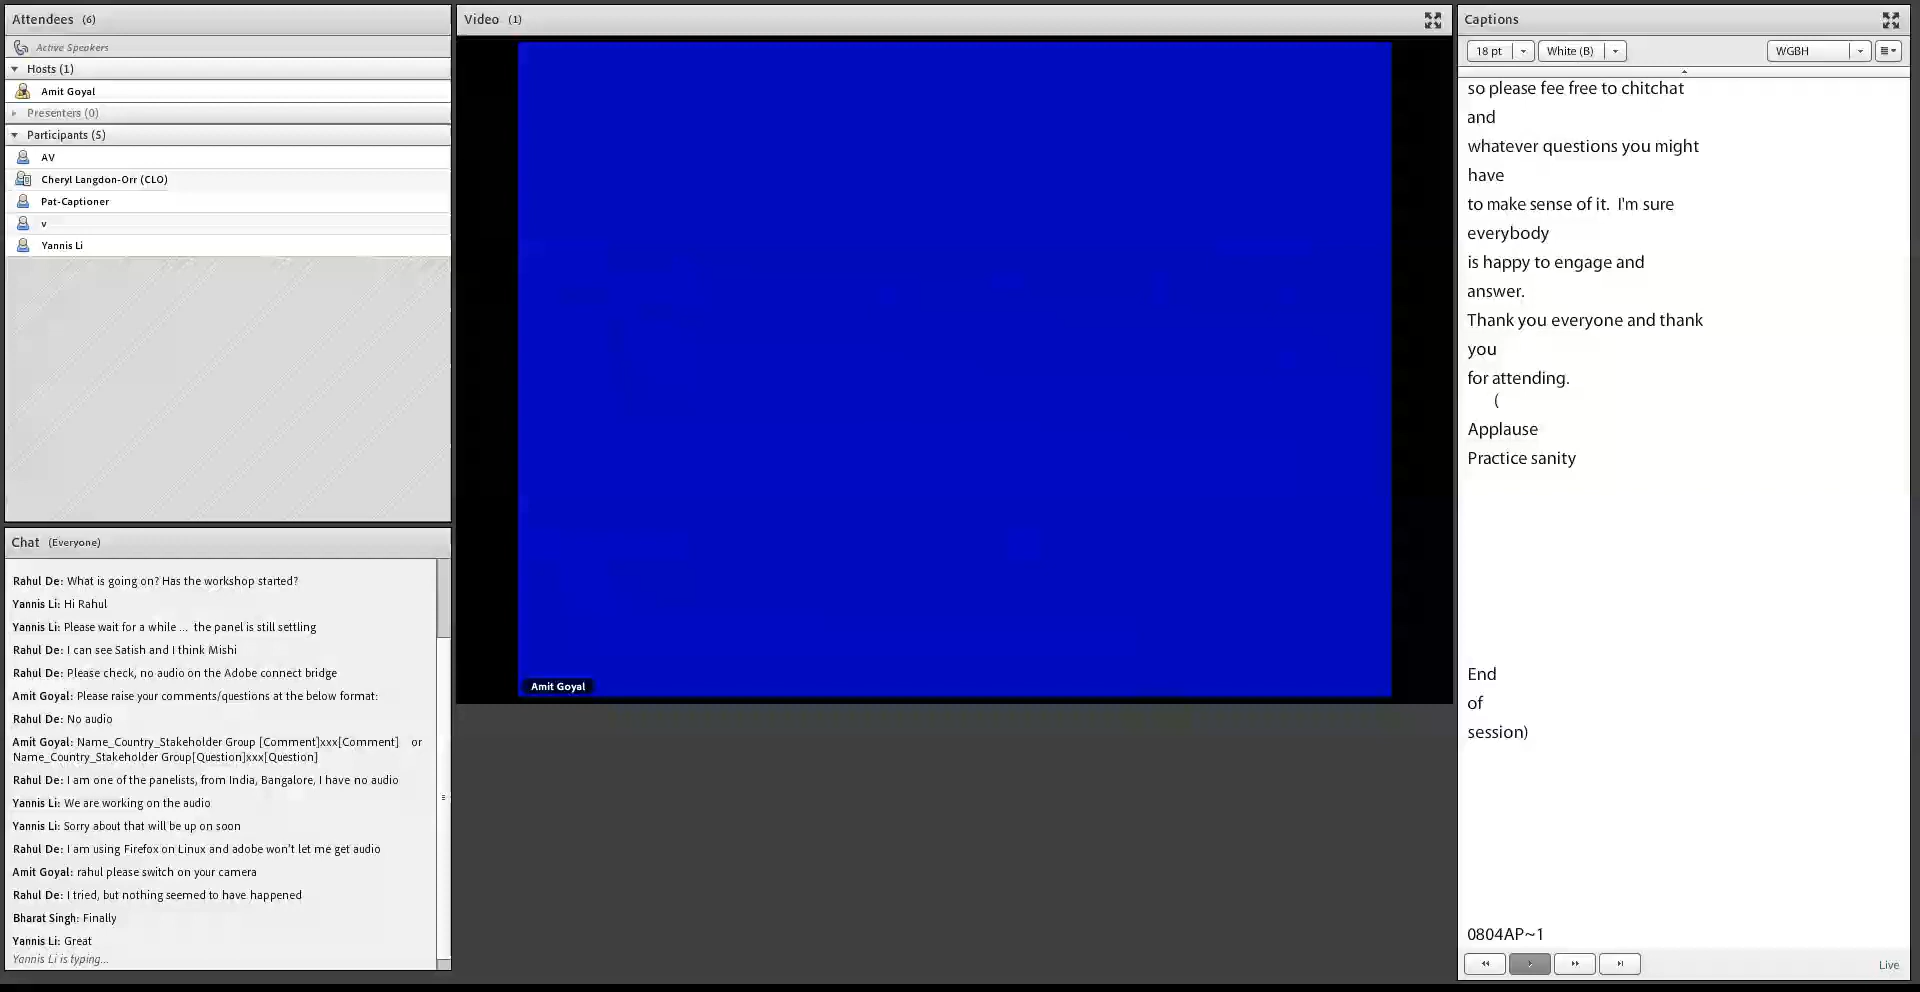 Attendees (6)
Active Speakers
Hosts (1)
Amit Goyal
Presenters (0)
Participants (5)
AV
Cheryl Langdon-Orr (CLO)
Pat-Captioner
v
Yannis Li
Chat (Everyone)
Rahul De: What is going on? Has the workshop started?
Yannis Li: Hi Rahul
Yannis Li: Please wait for a while ... the panel is still settling
Rahul De: I can see Satish and I think Mishi
Rahul De: Please check, no audio on the Adobe connect bridge
Amit Goyal: Please raise your comments/questions at the below format:
Rahul De: No audio
Amit Goyal: Name_Country_Stakeholder Group [Comment]xxx[Comment] or
Name_Country_Stakeholder Group[Question]xxx[Question]
Rahul De: I am one of the panelists, from India, Bangalore, I have no audio
Yannis Li: We are working on the audio
Yannis Li: Sorry about that will be up on soon
Rahul De: I am using Firefox on Linux and adobe won't let me get audio
Amit Goyal: rahul please switch on your camera
Rahul De: I tried, but nothing seemed to have happened
Bharat Singh: Finally
Yannis Li: Great
Yannis Li is typing...
Video (1)
Amit Goyal
Captions
18 pt White (B) WGBH
so please fee free to chitchat
and
whatever questions you might
have
to make sense of it. I'm sure
everybody
is happy to engage and
answer.
Thank you everyone and thank
you
for attending.
(
Applause
Practice sanity
End
of
session)
0804AP~1
Live